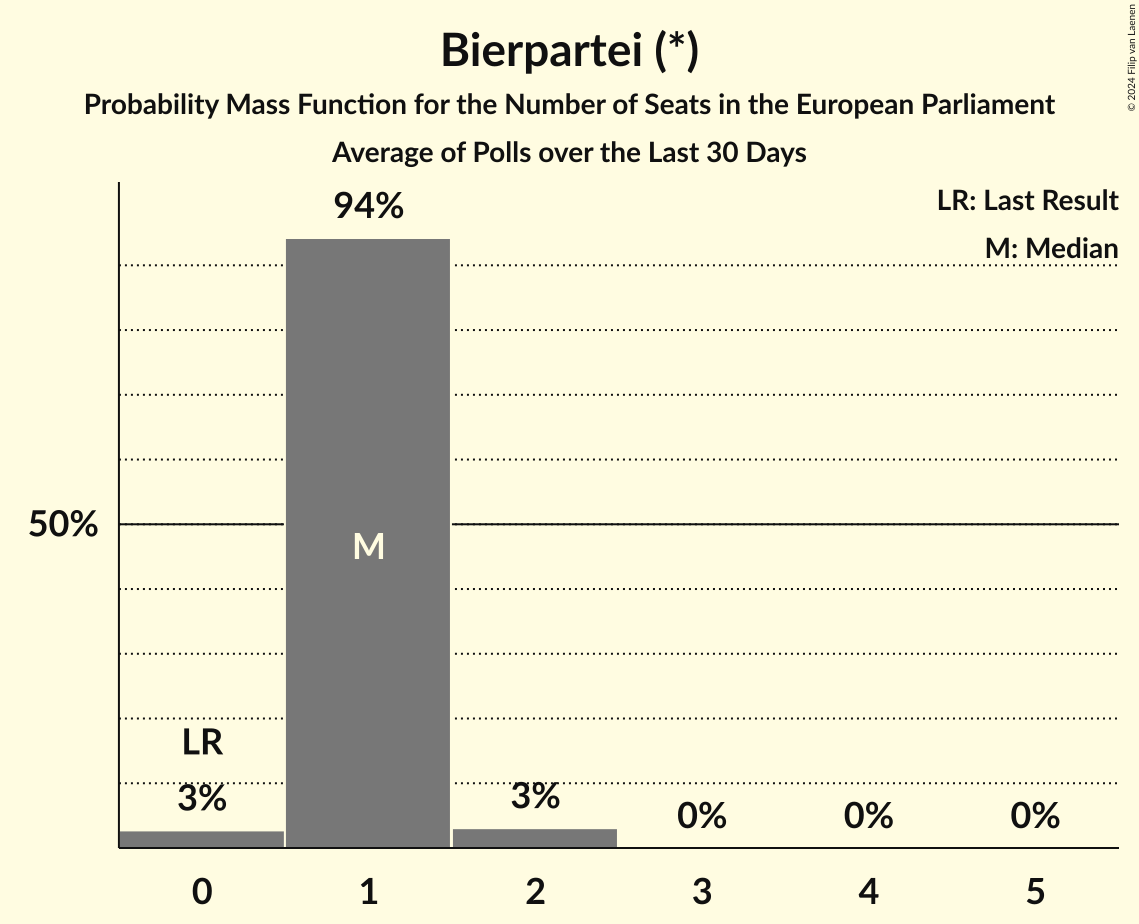 Bierpartei (*)
Probability Mass Function for the Number of Seats in the European Parliament
Average of Polls over the Last 30 Days
© 2024 Filip van Laenen
LR: Last Result
M: Median
94%
50%
M
LR
3%
3%
0%
0%
0%
0
1
2
3
4
5